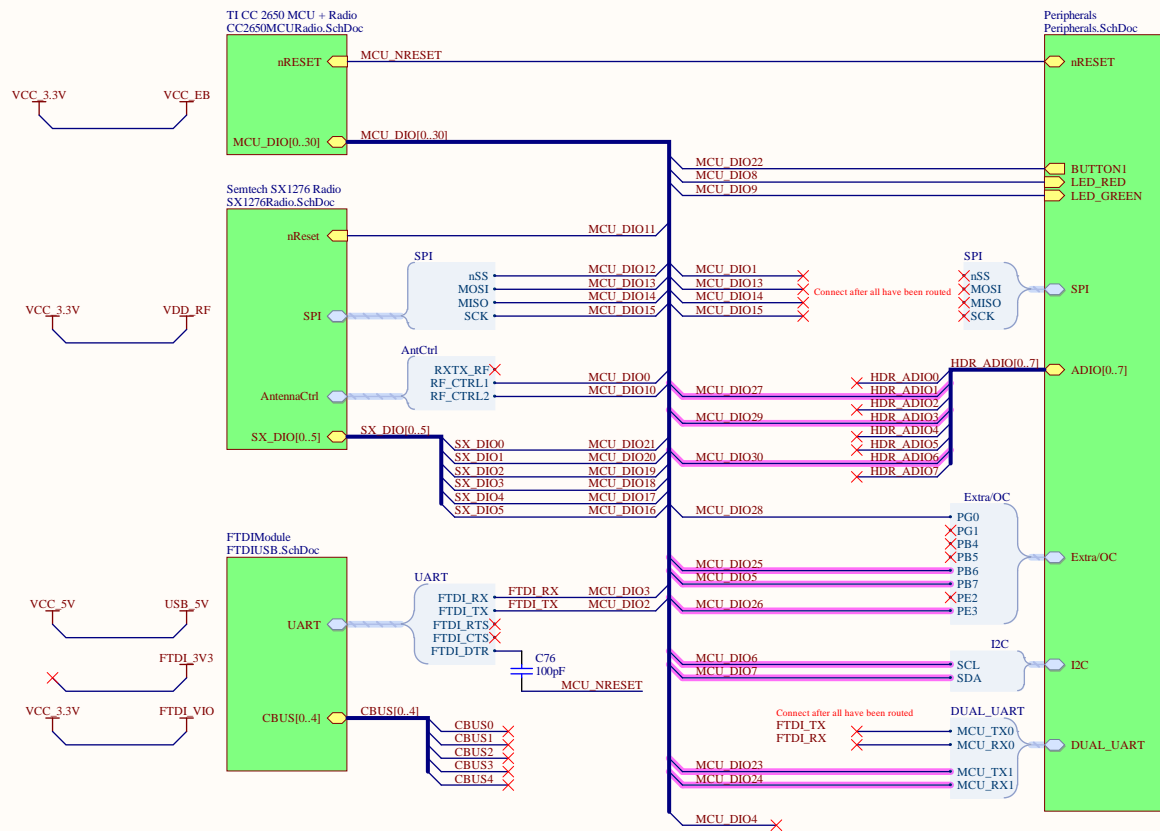 TI CC 2650 MCU + Radio
CC2650MCURadio.SchDoc
nRESET
MCU_DIO[0..30]
MCU_NRESET
MCU_DIO[0..30]
VCC_3.3V
VCC_EB
Semtech SX1276 Radio
SX1276Radio.SchDoc
nReset
SPI
AntennaCtrl
SX_DIO[0..5]
VCC_3.3V
VDD_RF
MCU_DIO11
SPI
nSS
MOSI
MISO
SCK
MCU_DIO12
MCU_DIO13
MCU_DIO14
MCU_DIO15
AntCtrl
RXTX_RF
RF_CTRL1
RF_CTRL2
MCU_DIO0
MCU_DIO10
SX_DIO[0..5]
SX_DIO0
SX_DIO1
SX_DIO2
SX_DIO3
SX_DIO4
SX_DIO5
MCU_DIO21
MCU_DIO20
MCU_DIO19
MCU_DIO18
MCU_DIO17
MCU_DIO16
FTDIModule
FTDIUSB.SchDoc
UART
CBUS[0..4]
VCC_5V
USB_5V
FTDI_3V3
VCC_3.3V
FTDI_VIO
UART
FTDI_RX
FTDI_TX
FTDI_RTS
FTDI_CTS
FTDI_DTR
FTDI_RX
FTDI_TX
MCU_DIO3
MCU_DIO2
C76
100pF
MCU_NRESET
CBUS[0..4]
CBUS0
CBUS1
CBUS2
CBUS3
CBUS4
Peripherals
Peripherals.SchDoc
nRESET
BUTTON1
LED_RED
LED_GREEN
SPI
ADIO[0..7]
Extra/OC
I2C
DUAL_UART
MCU_DIO22
MCU_DIO8
MCU_DIO9
MCU_DIO1
MCU_DIO13
MCU_DIO14
MCU_DIO15
Connect after all have been routed
SPI
nSS
MOSI
MISO
SCK
HDR_ADIO[0..7]
HDR_ADIO0
HDR_ADIO1
HDR_ADIO2
HDR_ADIO3
HDR_ADIO4
HDR_ADIO5
HDR_ADIO6
HDR_ADIO7
MCU_DIO27
MCU_DIO29
MCU_DIO30
MCU_DIO28
MCU_DIO25
MCU_DIO5
MCU_DIO26
Extra/OC
PG0
PG1
PB4
PB5
PB6
PB7
PE2
PE3
MCU_DIO6
MCU_DIO7
I2C
SCL
SDA
Connect after all have been routed
FTDI_TX
FTDI_RX
DUAL_UART
MCU_TX0
MCU_RX0
MCU_TX1
MCU_RX1
MCU_DIO23
MCU_DIO24
MCU_DIO4